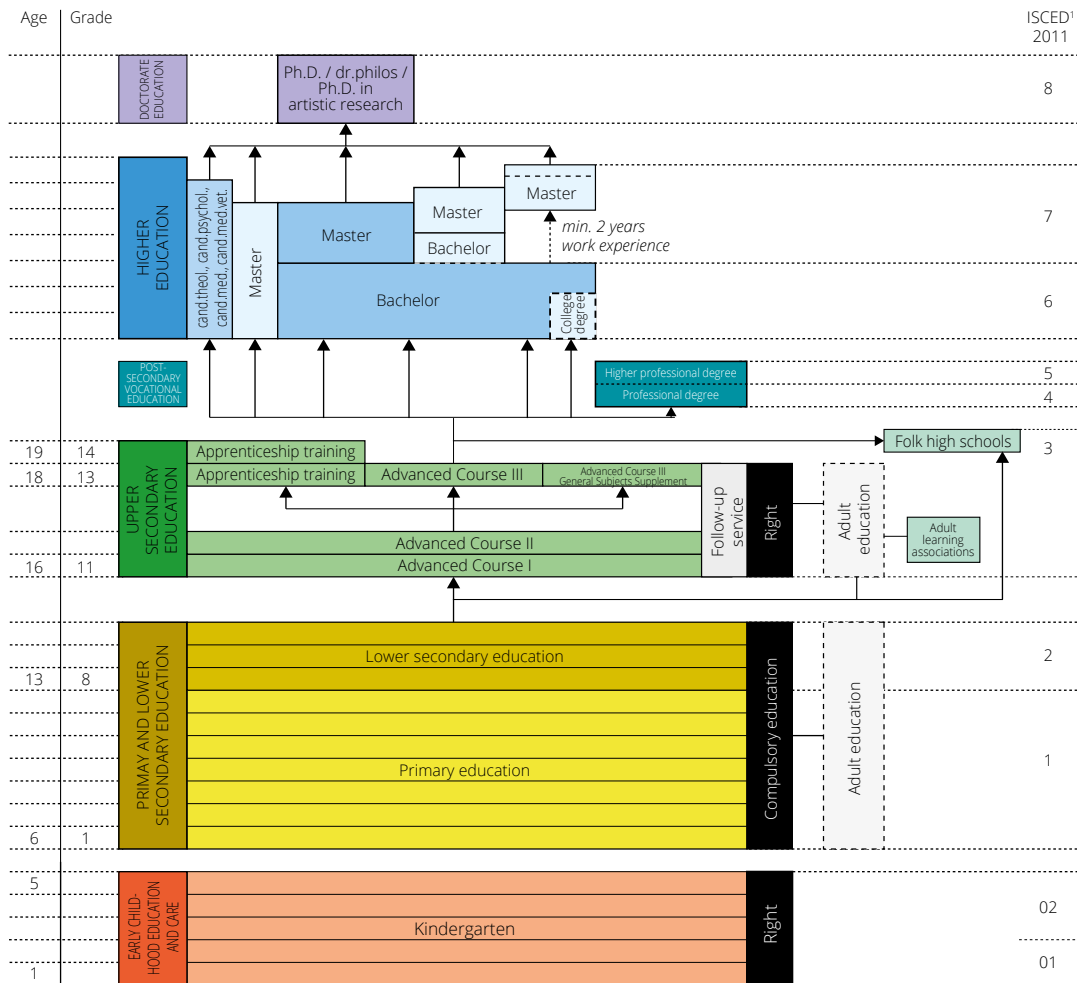 Age
Grade
ISCED¹
2011
DOCTORATE
EDUCATION
Ph.D. / dr.philos /
Ph.D. in
artistic research
8
HIGHER
EDUCATION
cand.theol., cand.psychol.,
cand.med., cand.med.vet.
Master
Master
Master
Bachelor
Master
min. 2 years
work experience
7
Bachelor
College
degree
6
POST-
SECONDARY
VOCATIONAL
EDUCATION
Higher professional degree
Professional degree
5
4
19
14
UPPER
SECONDARY
EDUCATION
Apprenticeship training
Folk high schools
3
18
13
Apprenticeship training
Advanced Course III
Advanced Course III
General Subjects Supplement
Follow-up
service
Right
Adult
education
Adult
learning
associations
Advanced Course II
16
11
Advanced Course I
PRIMAY AND LOWER
SECONDARY EDUCATION
Lower secondary education
2
13
8
Compulsory education
Adult education
Primary education
1
6
1
5
EARLY CHILD-
HOOD EDUCATION
AND CARE
Kindergarten
Right
02
01
1